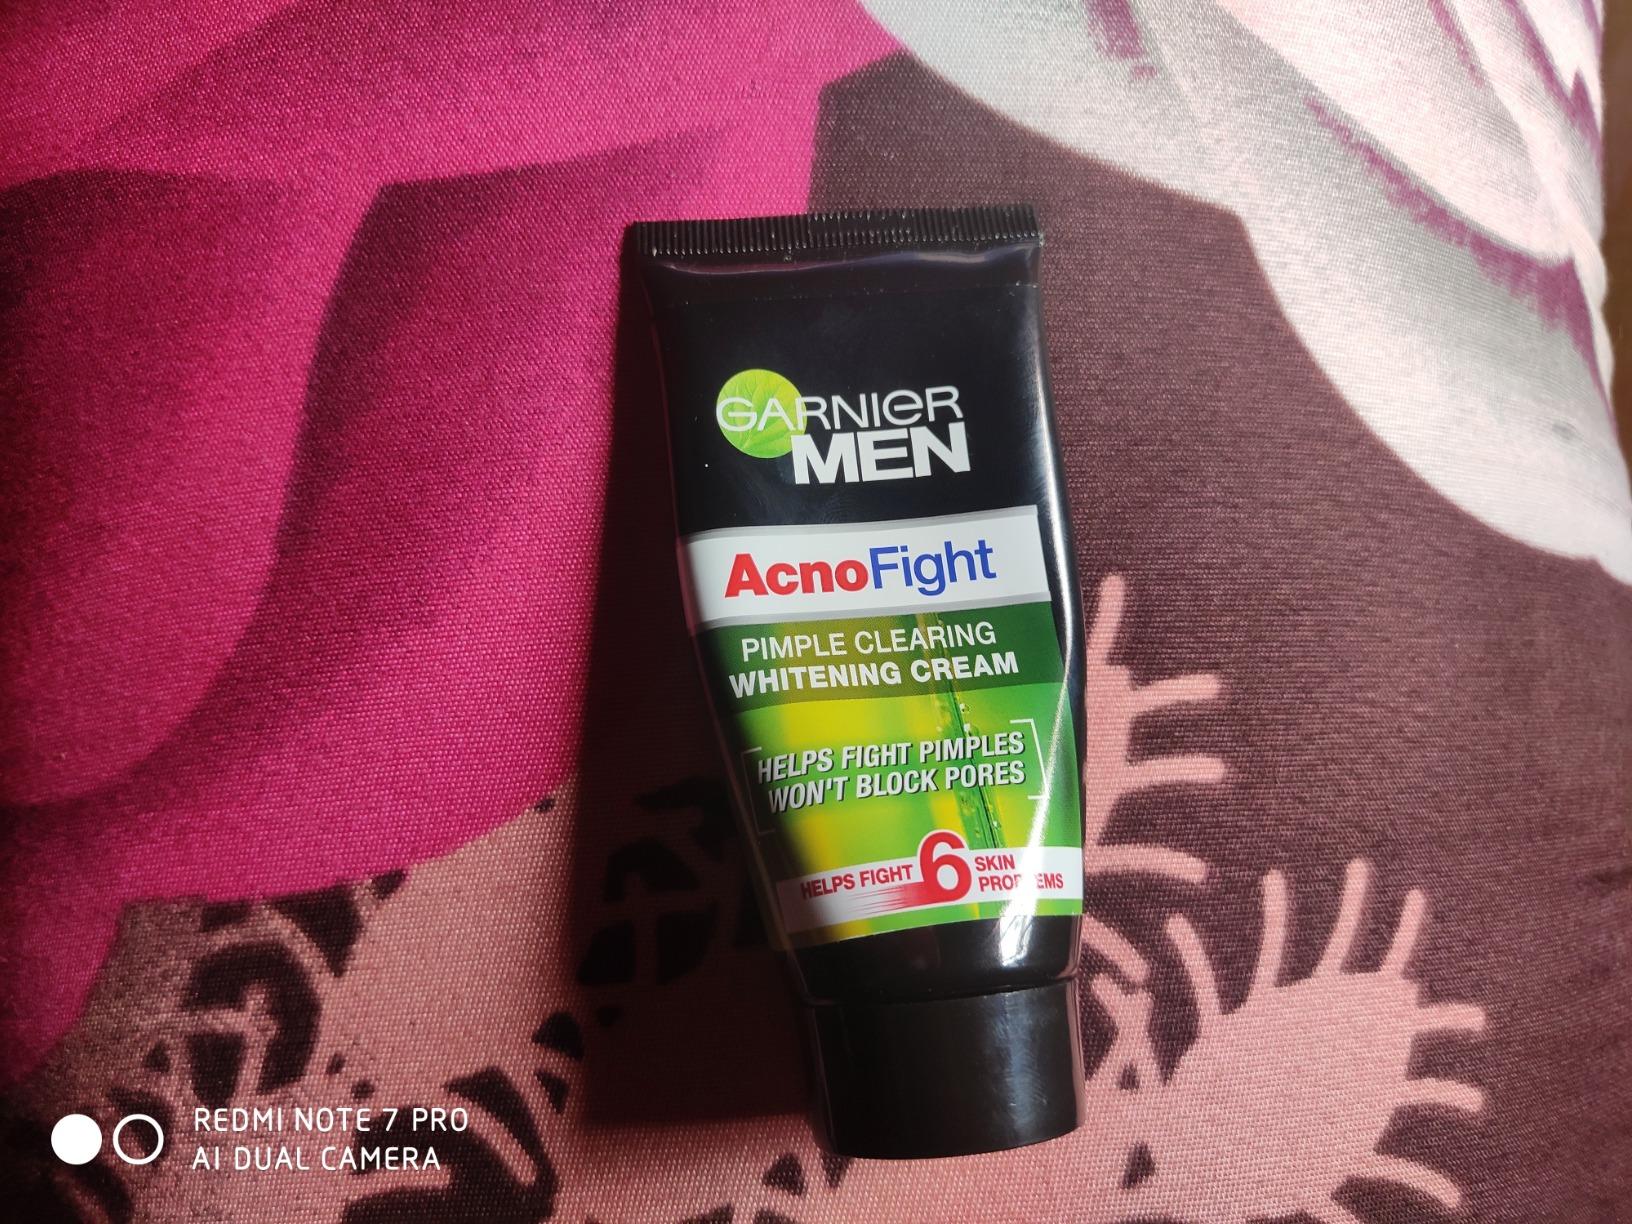 GARNIER
MEN
AcnoFight
PIMPLE CLEARING
WHITENING CREAM
HELPS FIGHT PIMPLES
WON'T BLOCK PORES
HELPS FIGHT 6 SKIN
PROBLEMS
REDMI NOTE 7 PRO
AI DUAL CAMERA